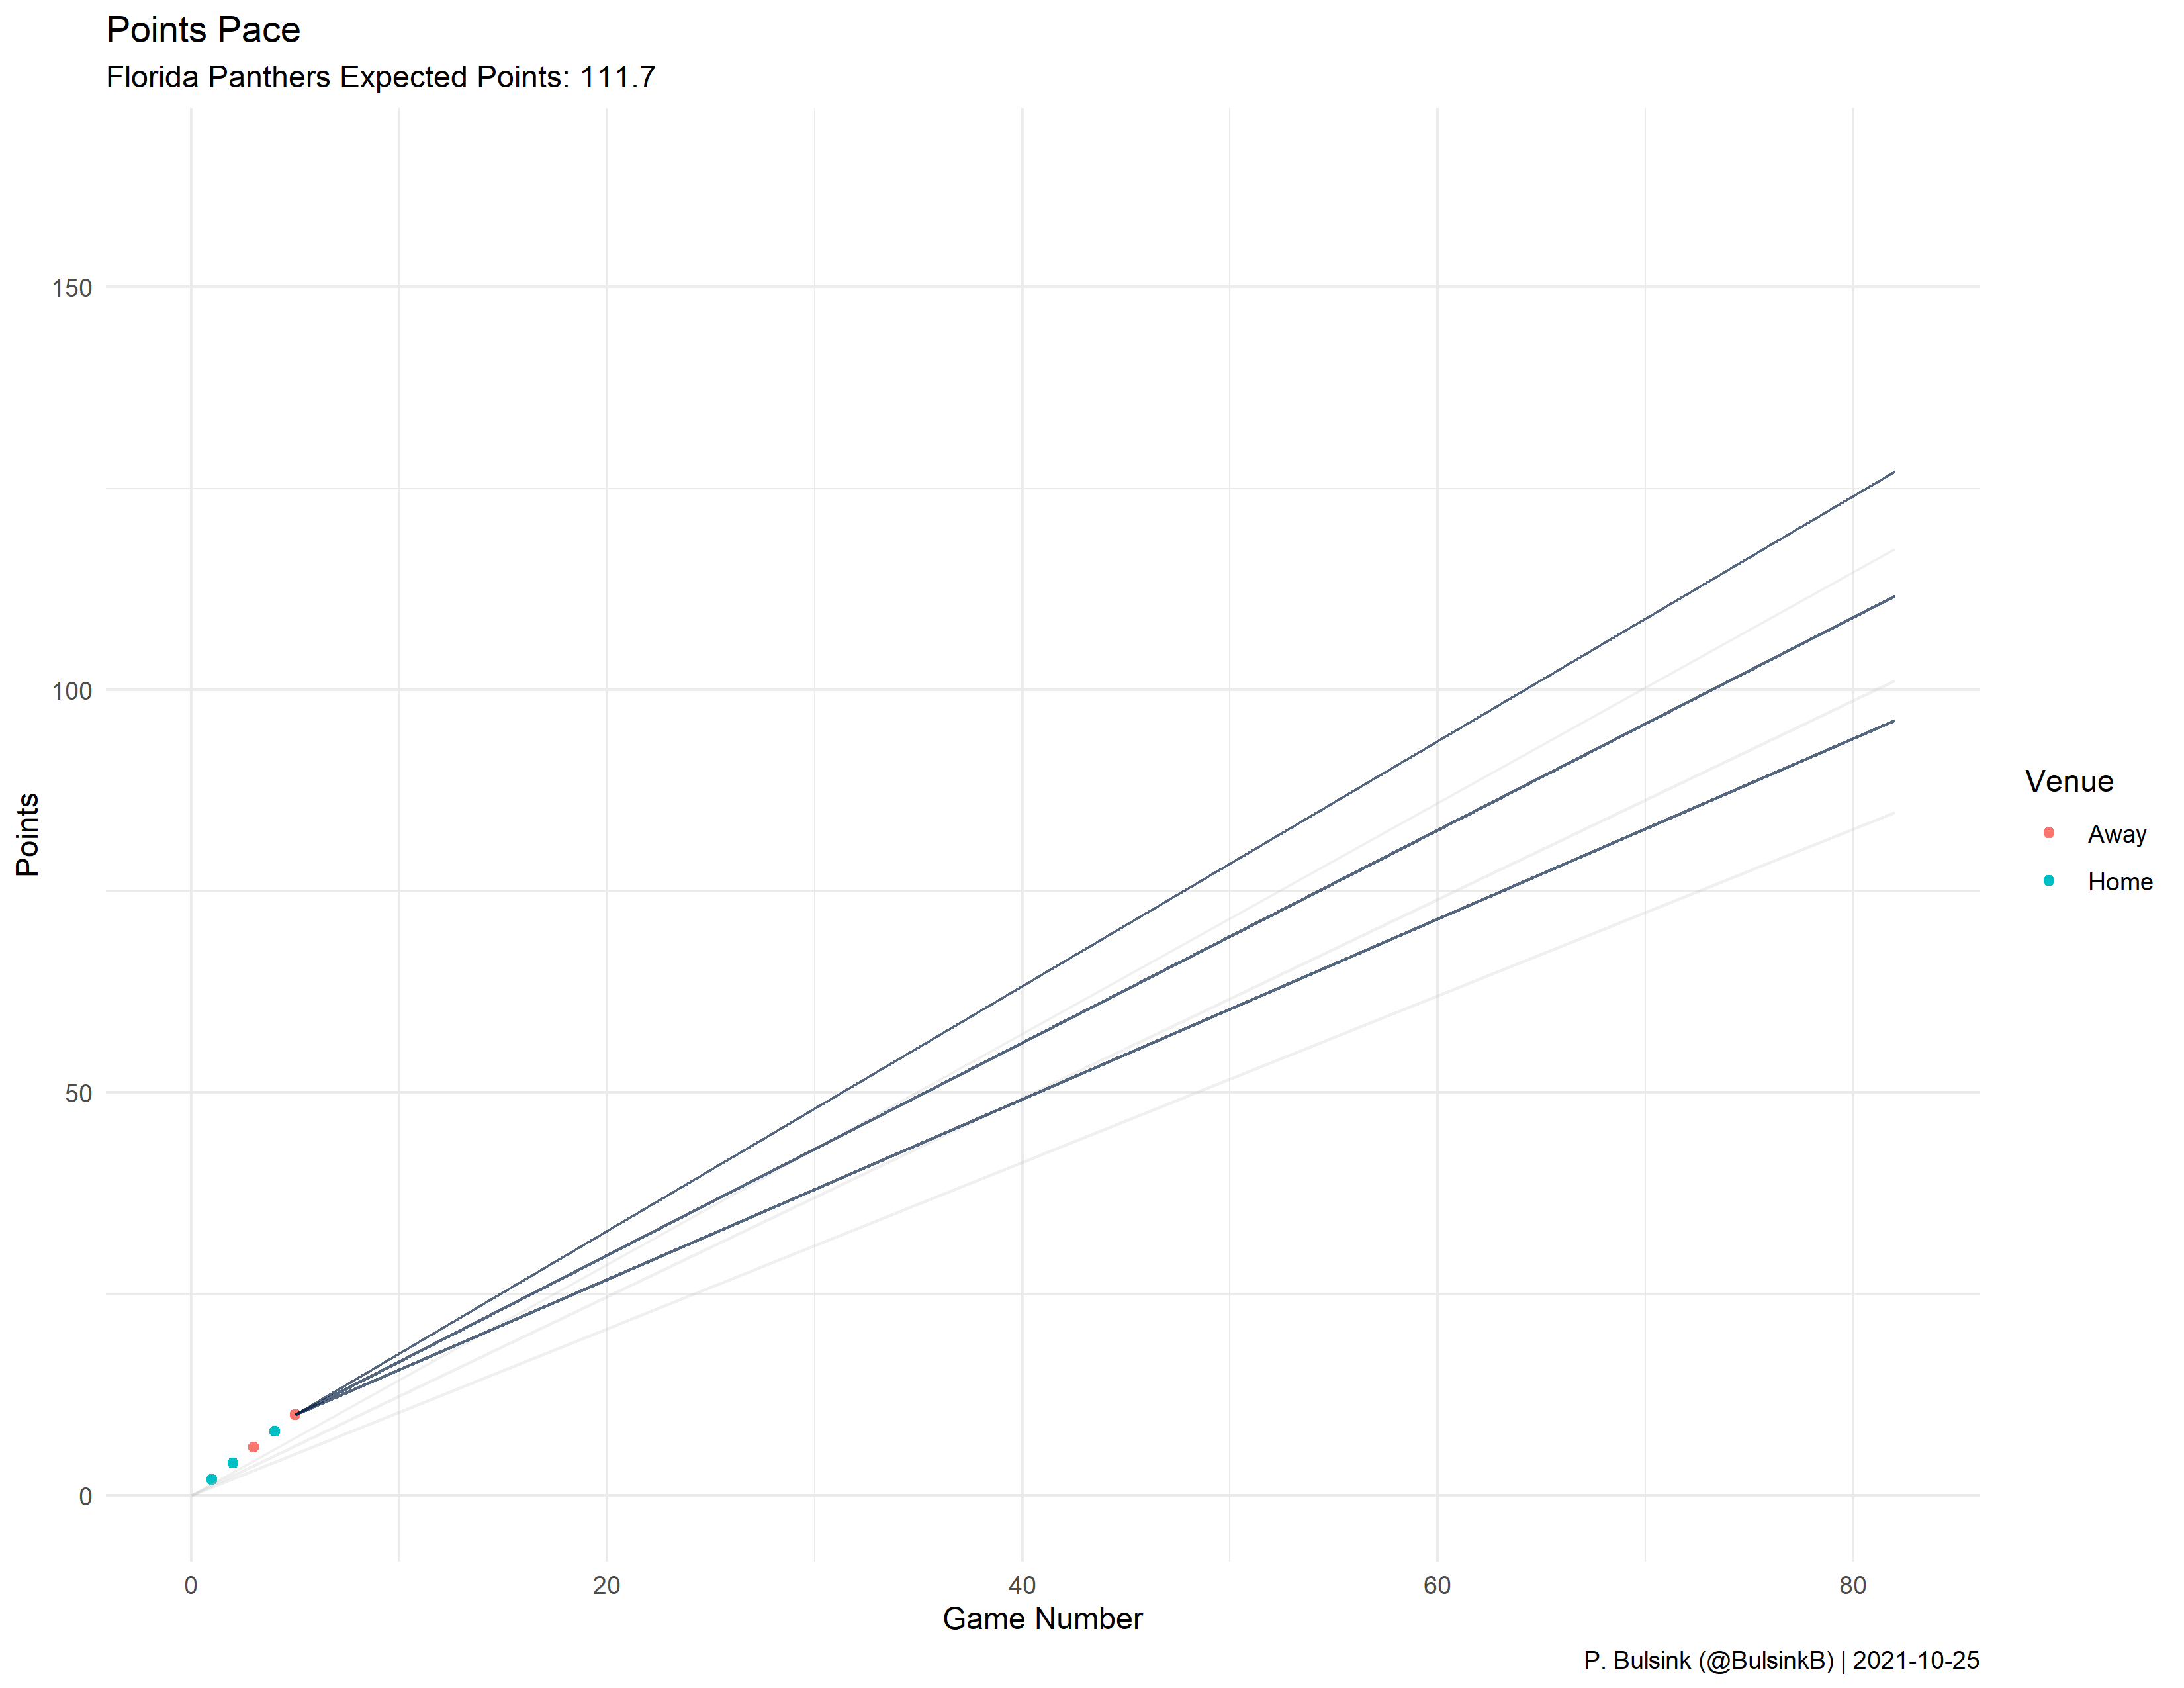 Points Pace
Florida Panthers Expected Points: 111.7
150
100
50
0
Points
0 20 40 60 80
Game Number
Venue
Away
Home
P. Bulsink (@BulsinkB) | 2021-10-25